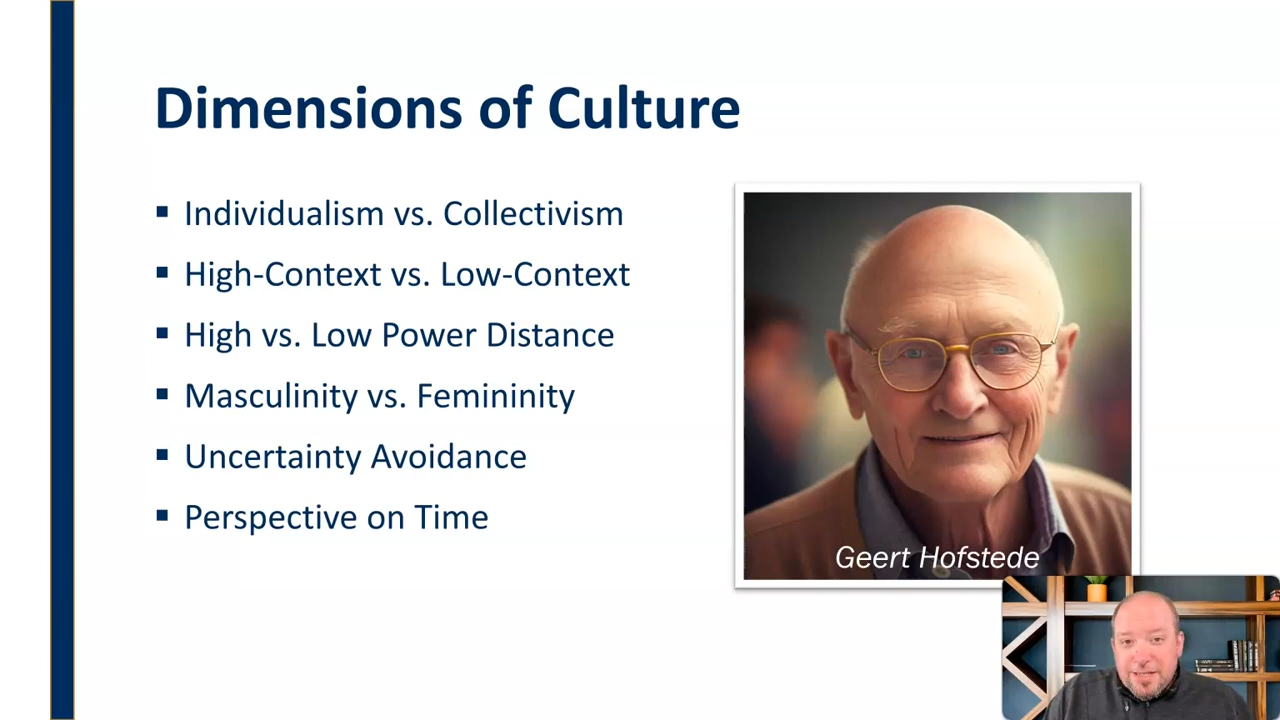 Dimensions of Culture
▪ Individualism vs. Collectivism
▪ High-Context vs. Low-Context
▪ High vs. Low Power Distance
▪ Masculinity vs. Femininity
▪ Uncertainty Avoidance
▪ Perspective on Time
Geert Hofstede